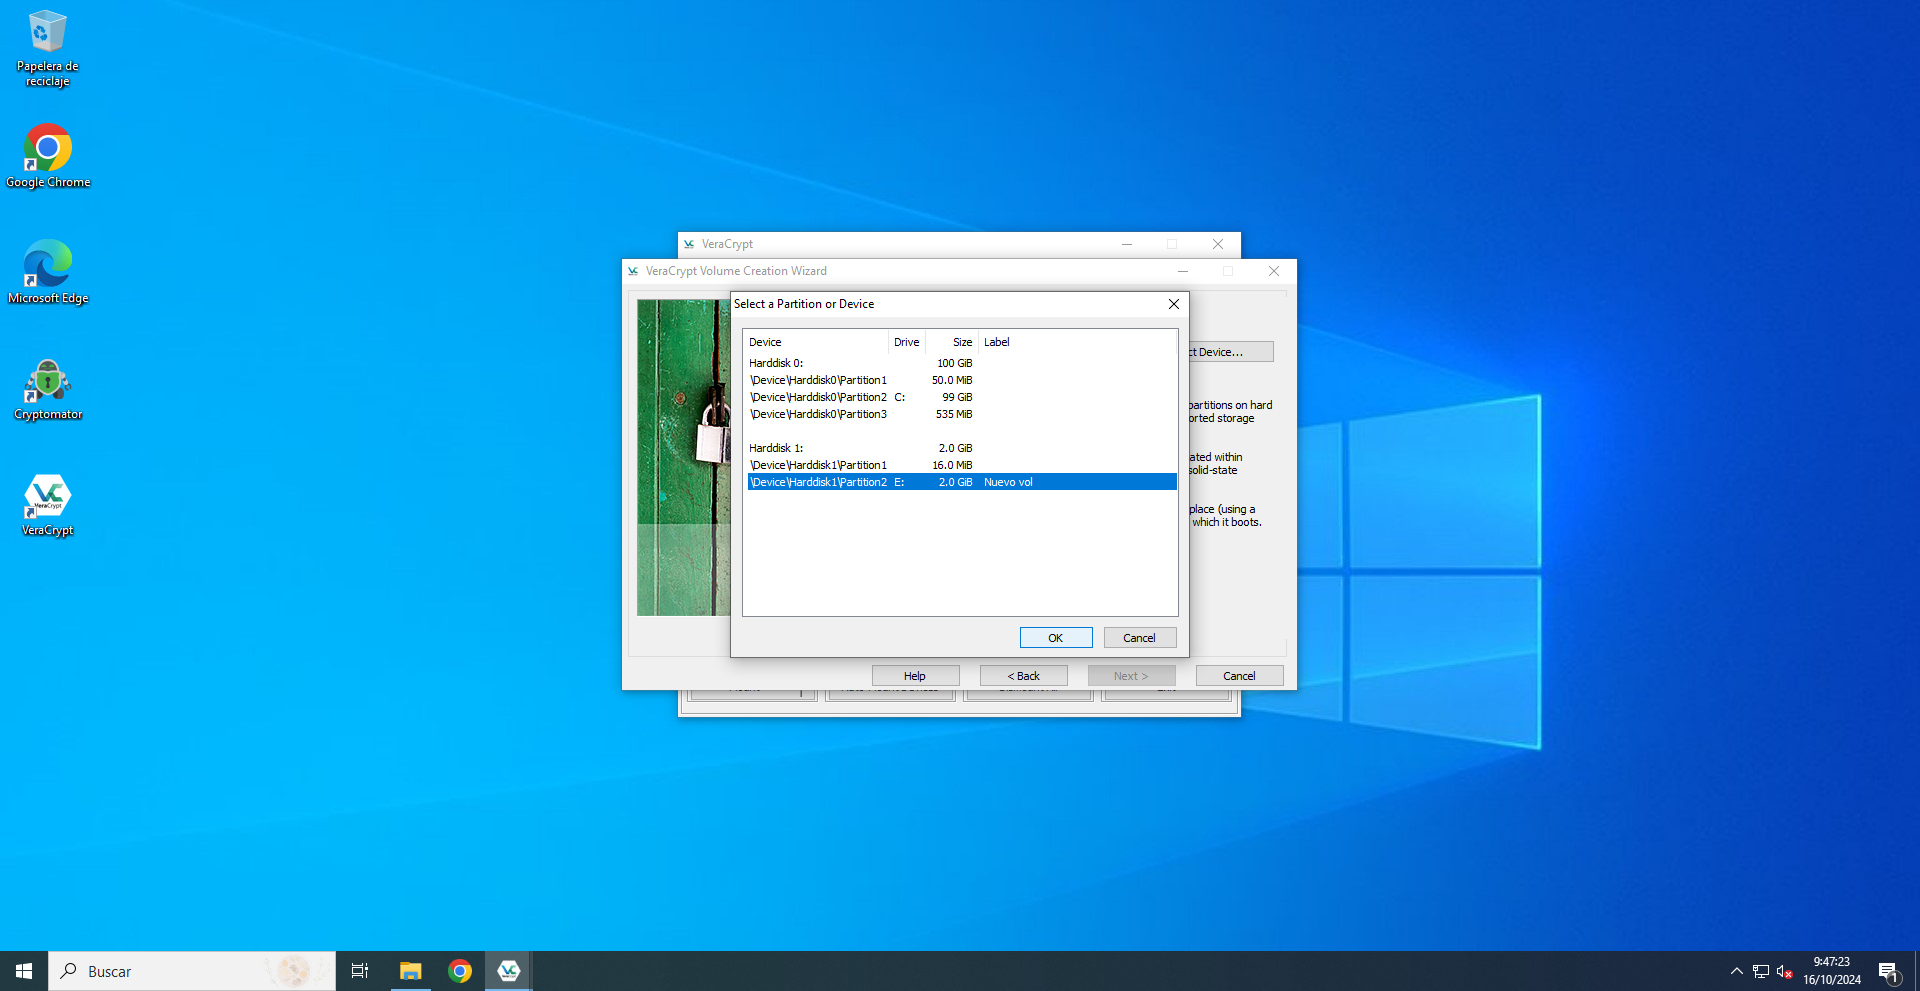 Papelera de
reciclaje
Google Chrome
Microsoft Edge
Cryptomator
VeraCrypt
VeraCrypt
VeraCrypt
VeraCrypt Volume Creation Wizard
Select a Partition or Device
Device Drive Size Label
Harddisk 0: 100 GiB
\Device\Harddisk0\Partition1 50.0 MiB
\Device\Harddisk0\Partition2 C: 99 GiB
\Device\Harddisk0\Partition3 535 MiB
Harddisk 1: 2.0 GiB
\Device\Harddisk1\Partition1 16.0 MiB
\Device\Harddisk1\Partition2 E: 2.0 GiB Nuevo vol
OK Cancel
ct Device...
partitions on hard
orted storage
ated within
solid-state
place (using a
which it boots.
Help < Back Next > Cancel
Buscar
9:47:23
16/10/2024
1